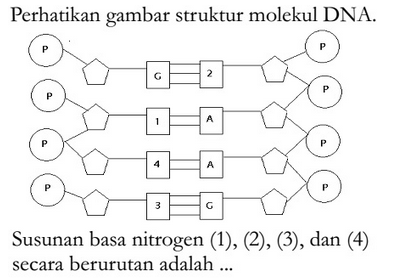 Perhatikan gambar struktur molekul DNA.
P P
G 2
P P
1 A
P P
4 A
P P
3 G
Susunan basa nitrogen (1), (2), (3), dan (4)
secara berurutan adalah ...